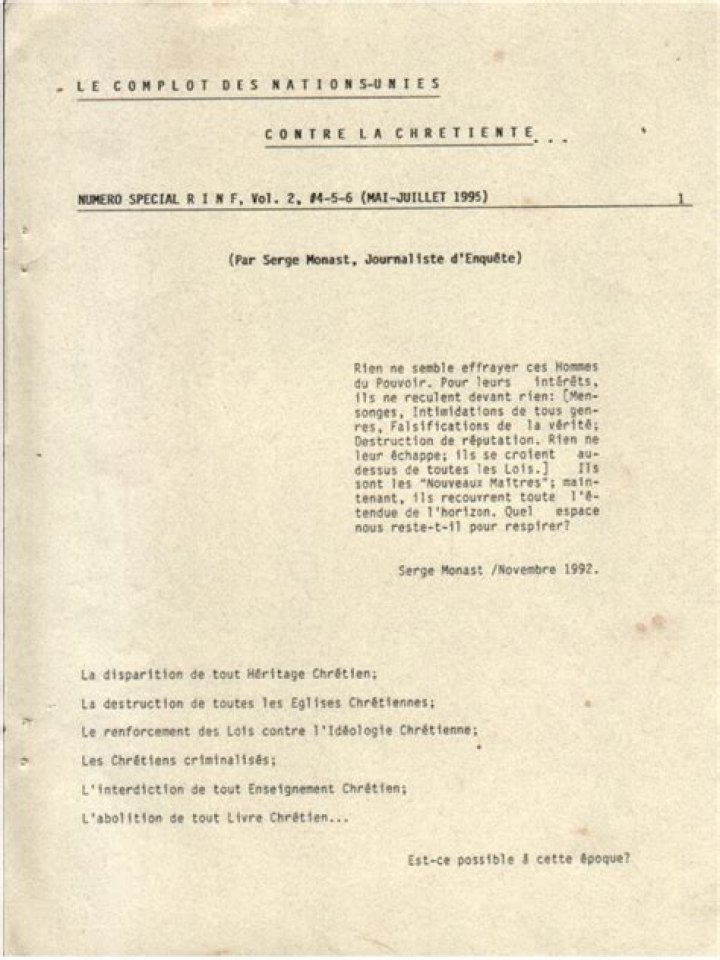 LE COMPLOT DES NATIONS-UNIES
CONTRE LA CHRETIENTE...
NUMERO SPECIAL R I N F, Vol. 2, #4-5-6 (MAI-JUILLET 1995) 1
(Par Serge Monast, Journaliste d'Enquête)
Rien ne semble effrayer ces Hommes
du Pouvoir. Pour leurs intérêts,
ils ne reculent devant rien: [Men-
songes, Intimidations de tous gen-
res, Falsifications de la vérité;
Destruction de réputation. Rien ne
leur échappe; ils se croient au-
dessus de toutes les Lois.] Ils
sont les "Nouveaux Maîtres"; main-
tenant, ils recouvrent toute l'é-
tendue de l'horizon. Quel espace
nous reste-t-il pour respirer?
Serge Monast /Novembre 1992.
La disparition de tout Héritage Chrétien;
La destruction de toutes les Eglises Chrétiennes;
Le renforcement des Lois contre l'Idéologie Chrétienne;
Les Chrétiens criminalisés;
L'interdiction de tout Enseignement Chrétien;
L'abolition de tout Livre Chrétien...
Est-ce possible à cette époque?